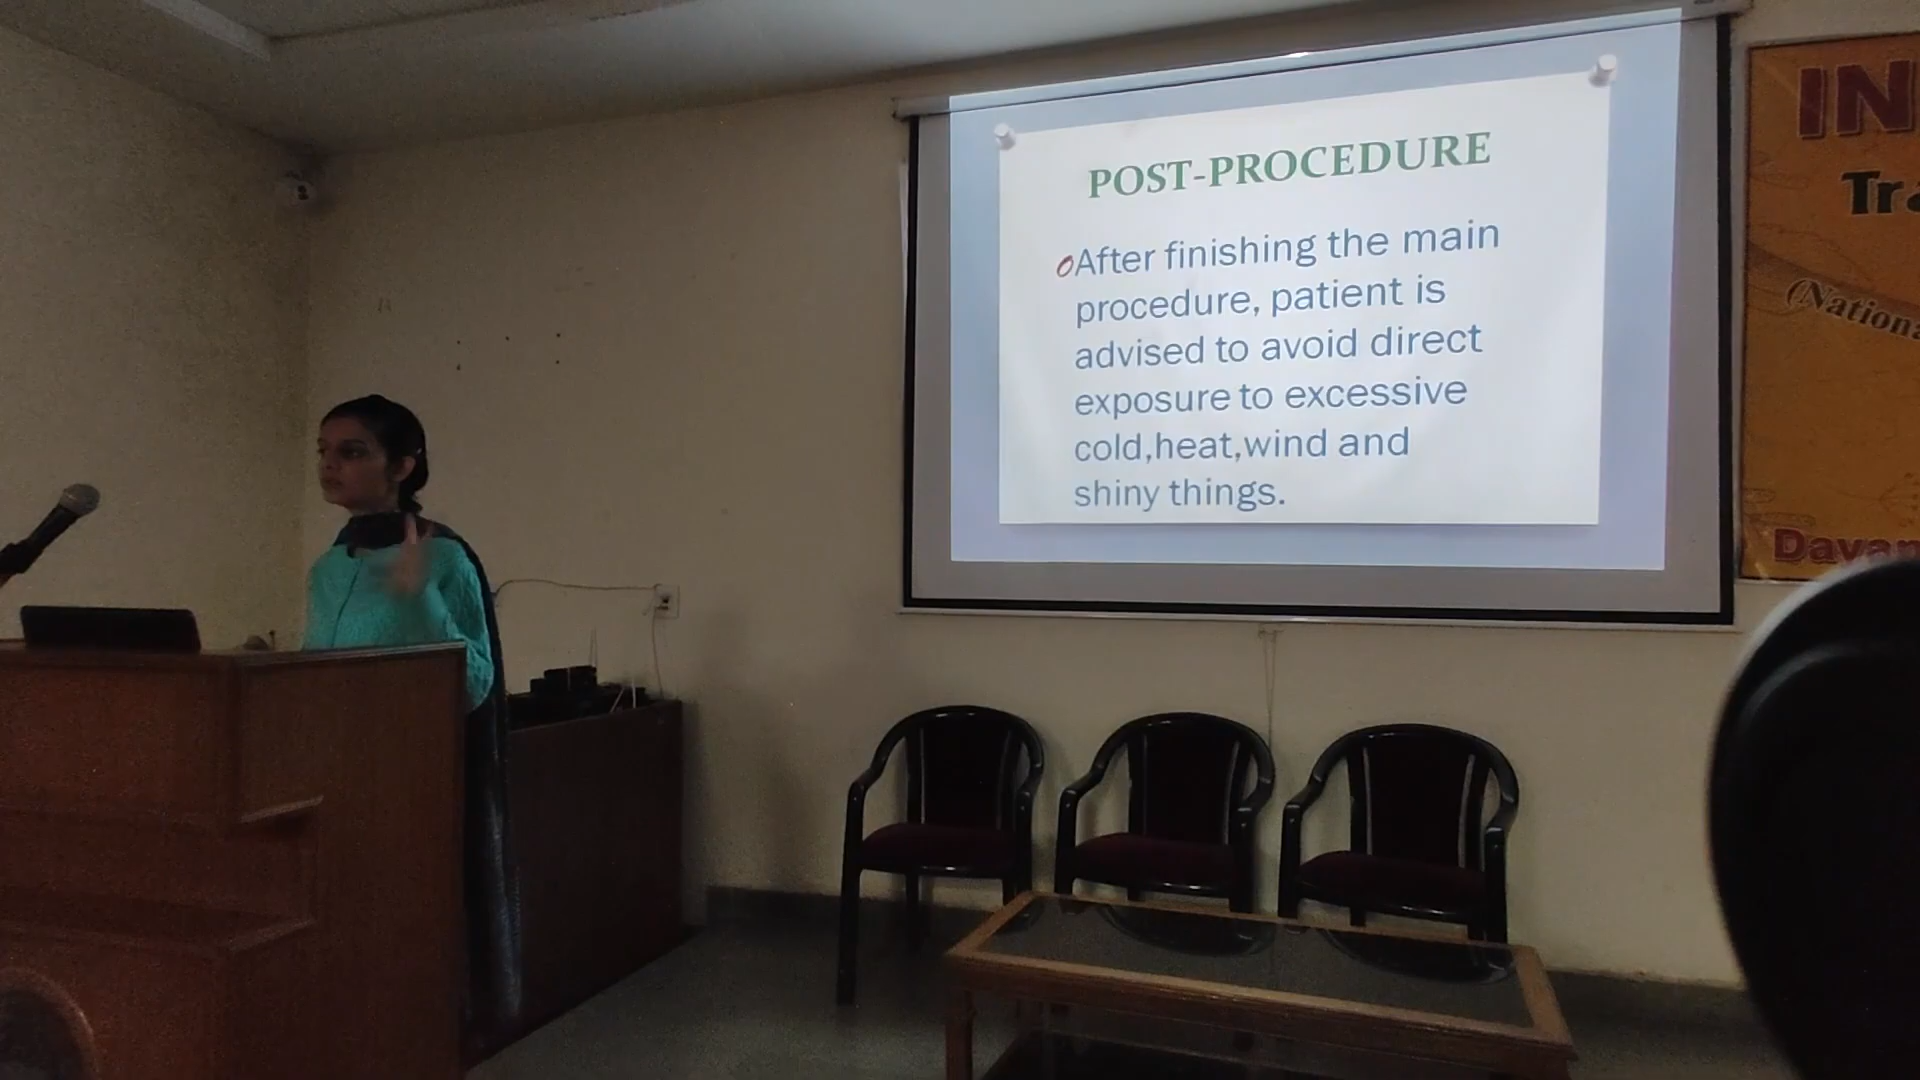 POST-PROCEDURE
After finishing the main
procedure, patient is
advised to avoid direct
exposure to excessive
cold,heat,wind and
shiny things.
IN
Tra
(Nationa
Davan